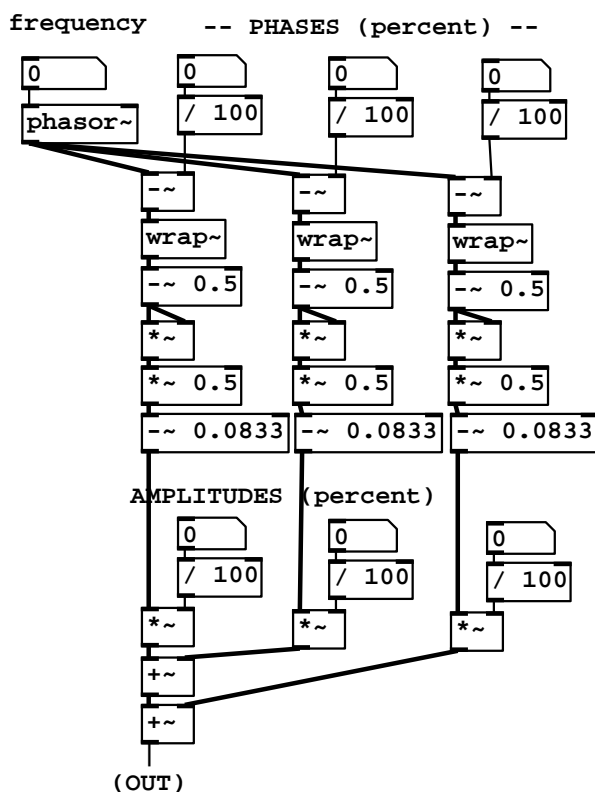 frequency -- PHASES (percent) --
0 0 0 0
phasor~ / 100 / 100 / 100
-~ -~ -~
wrap~ wrap~ wrap~
-~ 0.5 -~ 0.5 -~ 0.5
*~ *~ *~
*~ 0.5 *~ 0.5 *~ 0.5
-~ 0.0833 -~ 0.0833 -~ 0.0833
AMPLITUDES (percent)
0 0 0
/ 100 / 100 / 100
*~ *~ *~
+~
+~
(OUT)